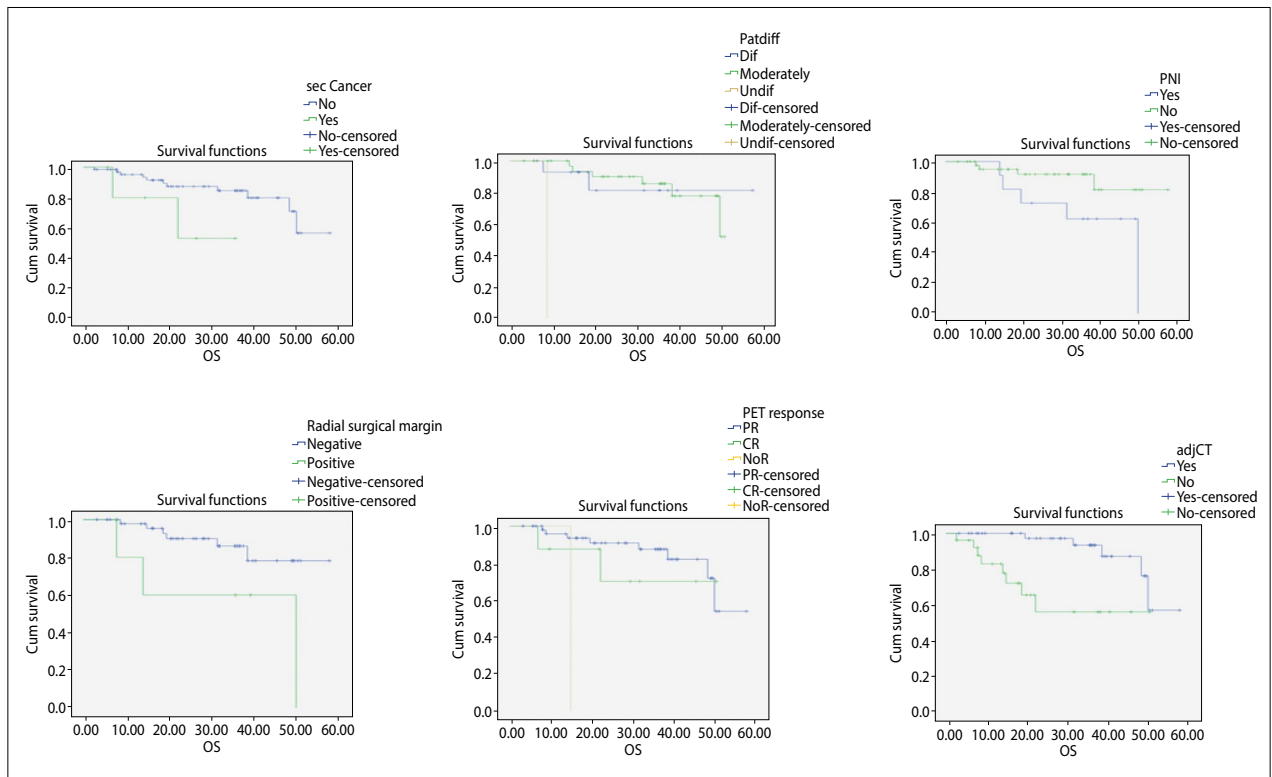 sec Cancer
No
Yes
No-censored
Yes-censored
Survival functions
Cum survival
1.0
0.8
0.6
0.4
0.2
0.0
0.00 10.00 20.00 30.00 40.00 50.00 60.00
OS
Patdiff
Dif
Moderately
Undif
Dif-censored
Moderately-censored
Undif-censored
Survival functions
Cum survival
1.0
0.8
0.6
0.4
0.2
0.0
0.00 10.00 20.00 30.00 40.00 50.00 60.00
OS
PNI
Yes
No
Yes-censored
No-censored
Survival functions
Cum survival
1.0
0.8
0.6
0.4
0.2
0.0
0.00 10.00 20.00 30.00 40.00 50.00 60.00
OS
Radial surgical margin
Negative
Positive
Negative-censored
Positive-censored
Survival functions
Cum survival
1.0
0.8
0.6
0.4
0.2
0.0
0.00 10.00 20.00 30.00 40.00 50.00 60.00
OS
PET response
PR
CR
NoR
PR-censored
CR-censored
NoR-censored
Survival functions
Cum survival
1.0
0.8
0.6
0.4
0.2
0.0
0.00 10.00 20.00 30.00 40.00 50.00 60.00
OS
adjCT
Yes
No
Yes-censored
No-censored
Survival functions
Cum survival
1.0
0.8
0.6
0.4
0.2
0.0
0.00 10.00 20.00 30.00 40.00 50.00 60.00
OS